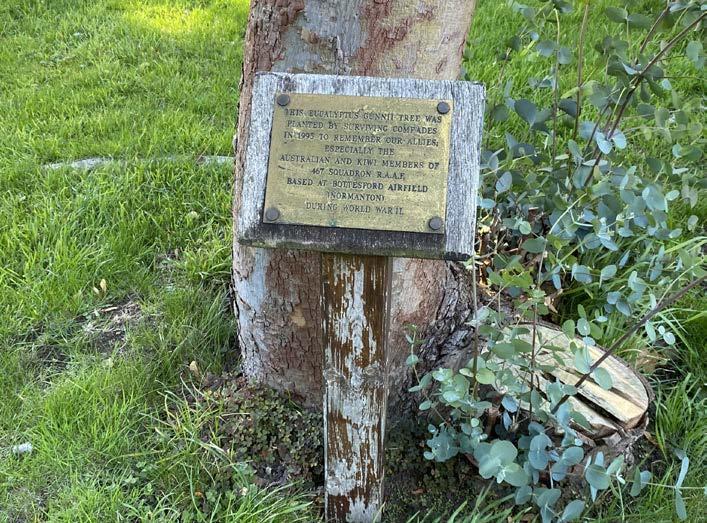 THIS EUCALYPTUS GUNNII TREE WAS
PLANTED BY SURVIVING COMRADES
IN 1995 TO REMEMBER OUR ALLIES;
ESPECIALLY THE
AUSTRALIAN AND KIWI MEMBERS OF
467 SQUADRON R.A.A.F.
BASED AT BOTTESFORD AIRFIELD
(NORMANTON)
DURING WORLD WAR II